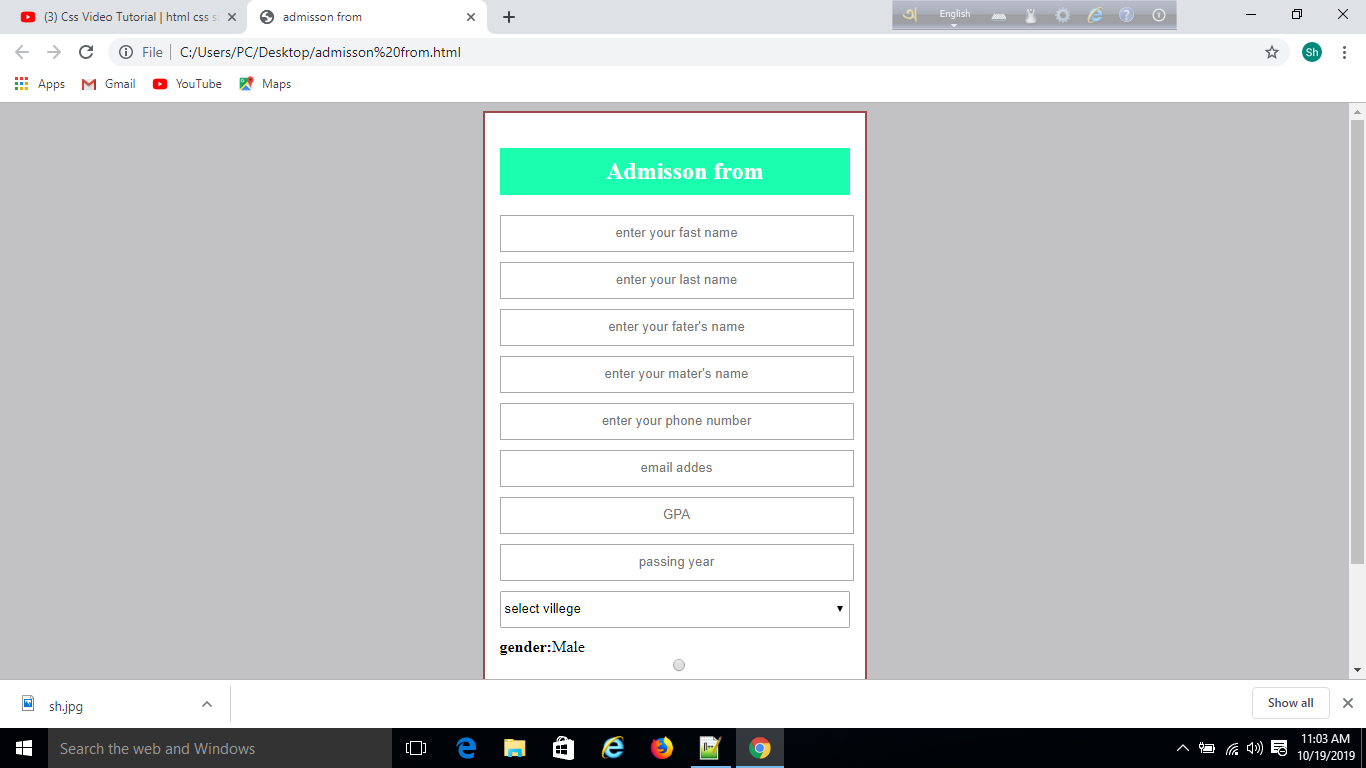 (3) Css Video Tutorial | html css s
admisson from
English
File
C:/Users/PC/Desktop/admisson%20from.html
Sh
Apps
Gmail
YouTube
Maps
Admisson from
enter your fast name
enter your last name
enter your fater's name
enter your mater's name
enter your phone number
email addes
GPA
passing year
select villege
gender:Male
sh.jpg
Show all
Search the web and Windows
11:03 AM
10/19/2019